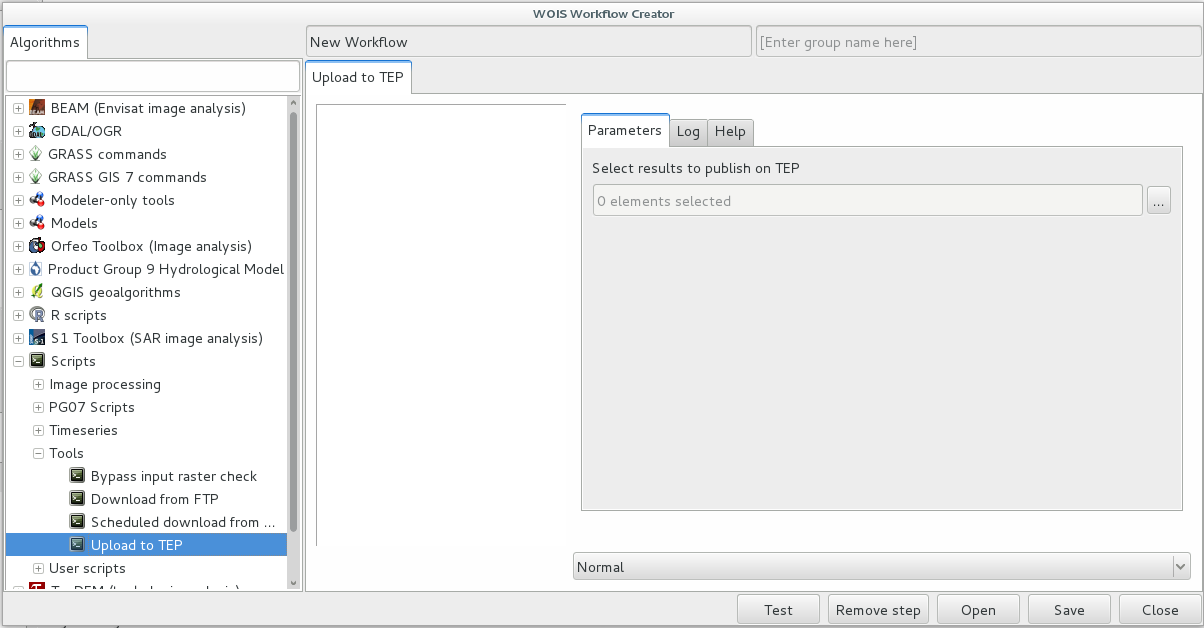 WOIS Workflow Creator
Algorithms
New Workflow
[Enter group name here]
Upload to TEP
BEAM (Envisat image analysis)
GDAL/OGR
GRASS commands
GRASS GIS 7 commands
Modeler-only tools
Models
Orfeo Toolbox (Image analysis)
Product Group 9 Hydrological Model
QGIS geoalgorithms
R scripts
S1 Toolbox (SAR image analysis)
Scripts
Image processing
PG07 Scripts
Timeseries
Tools
Bypass input raster check
Download from FTP
Scheduled download from ...
Upload to TEP
User scripts
Parameters
Log
Help
Select results to publish on TEP
0 elements selected
...
Normal
Test
Remove step
Open
Save
Close